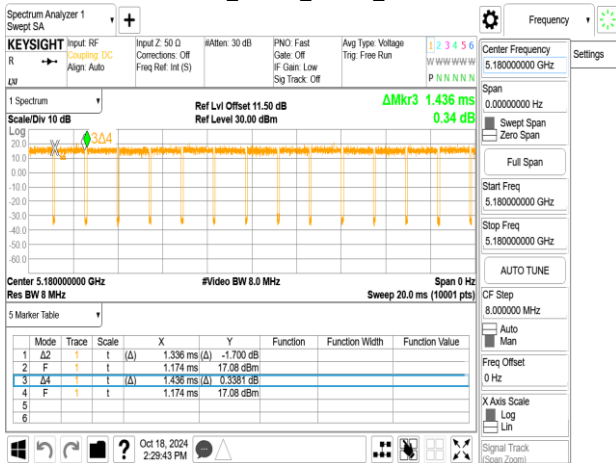 Spectrum Analyzer 1
Swept SA
Frequency
Settings
KEYSIGHT
R
LXI
Input: RF
Coupling: DC
Align: Auto
Input Z: 50 Ω
Corrections: Off
Freq Ref: Int (S)
#Atten: 30 dB
PNO: Fast
Gate: Off
IF Gain: Low
Sig Track: Off
Avg Type: Voltage
Trig: Free Run
1 2 3 4 5 6
W W W W W W
P N N N N N
1 Spectrum
Scale/Div 10 dB
Ref Lvl Offset 11.50 dB
Ref Level 30.00 dBm
ΔMkr3 1.436 ms
0.34 dB
Log
20.0
10.0
0.00
-10.0
-20.0
-30.0
-40.0
-50.0
-60.0
3Δ4
Center 5.180000000 GHz
Res BW 8 MHz
#Video BW 8.0 MHz
Span 0 Hz
Sweep 20.0 ms (10001 pts)
5 Marker Table
Mode Trace Scale X Y Function Function Width Function Value
1 Δ2 1 t (Δ) 1.336 ms (Δ) -1.700 dB
2 F 1 t 1.174 ms 17.08 dBm
3 Δ4 1 t (Δ) 1.436 ms (Δ) 0.3381 dB
4 F 1 t 1.174 ms 17.08 dBm
5
6
Oct 18, 2024
2:29:43 PM
Center Frequency
5.180000000 GHz
Span
0.00000000 Hz
Swept Span
Zero Span
Full Span
Start Freq
5.180000000 GHz
Stop Freq
5.180000000 GHz
AUTO TUNE
CF Step
8.000000 MHz
Auto
Man
Freq Offset
0 Hz
X Axis Scale
Log
Lin
Signal Track
(Span Zoom)